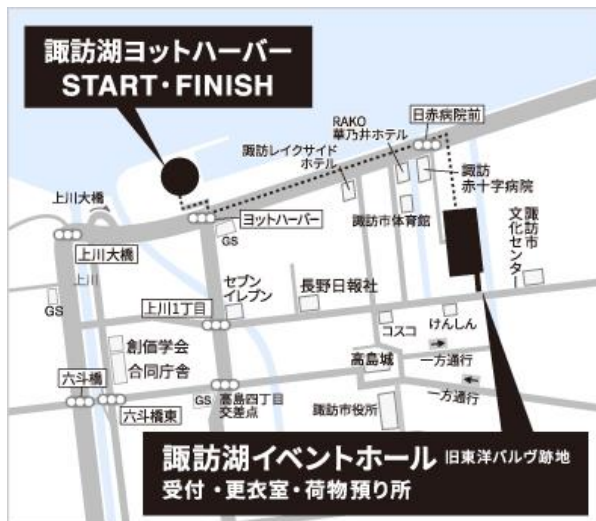 諏訪湖ヨットハーバー
START・FINISH
RAKO
華乃井ホテル
日赤病院前
諏訪レイクサイド
ホテル
諏訪
赤十字病院
上川大橋
ヨットハーバー
GS
諏訪市体育館
諏訪市
文化センター
上川大橋
上川
セブン
イレブン
長野日報社
GS
上川1丁目
コスコ
けんしん
創価学会
合同庁舎
高島城
一方通行
六斗橋
六斗橋東
GS
高島四丁目
交差点
諏訪市役所
一方通行
諏訪湖イベントホール 旧東洋バルヴ跡地
受付・更衣室・荷物預り所